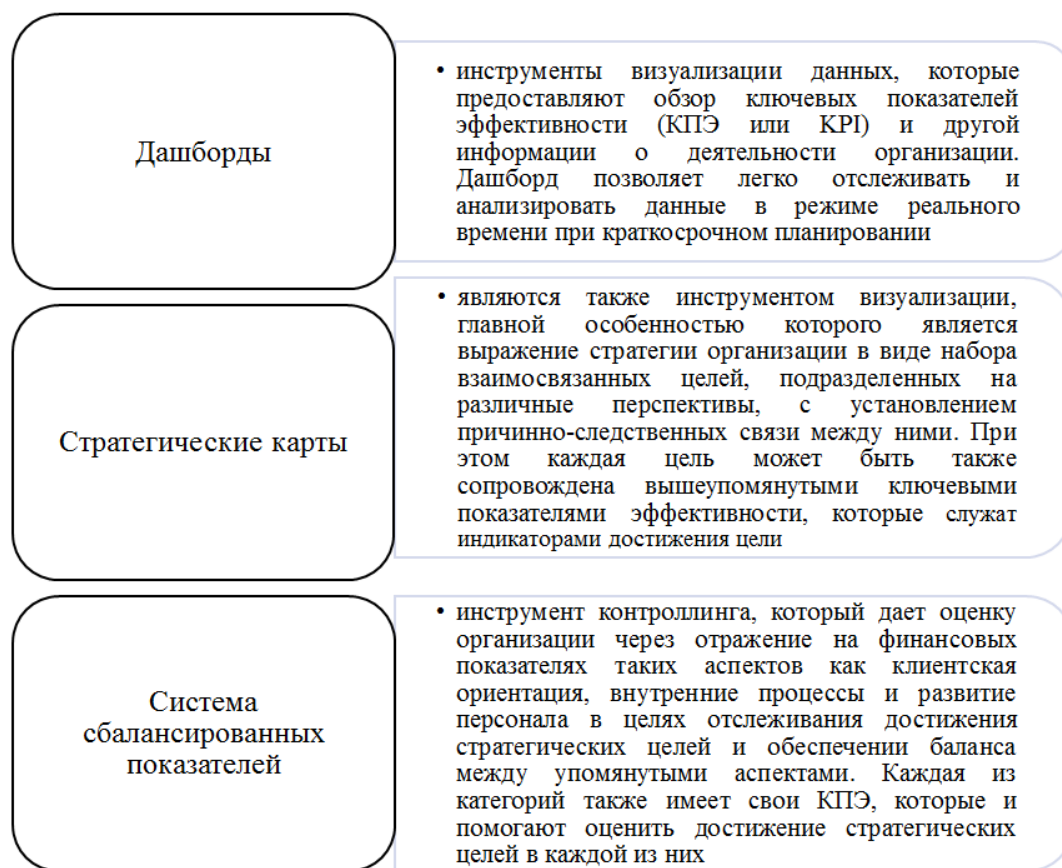 Дашборды
• инструменты визуализации данных, которые
предоставляют обзор ключевых показателей
эффективности (КПЭ или KPI) и другой
информации о деятельности организации.
Дашборд позволяет легко отслеживать и
анализировать данные в режиме реального
времени при краткосрочном планировании
Стратегические карты
• являются также инструментом визуализации,
главной особенностью которого является
выражение стратегии организации в виде набора
взаимосвязанных целей, подразделенных на
различные перспективы, с установлением
причинно-следственных связи между ними. При
этом каждая цель может быть также
сопровождена вышеупомянутыми ключевыми
показателями эффективности, которые служат
индикаторами достижения цели
Система
сбалансированных
показателей
• инструмент контроллинга, который дает оценку
организации через отражение на финансовых
показателях таких аспектов как клиентская
ориентация, внутренние процессы и развитие
персонала в целях отслеживания достижения
стратегических целей и обеспечении баланса
между упомянутыми аспектами. Каждая из
категорий также имеет свои КПЭ, которые и
помогают оценить достижение стратегических
целей в каждой из них